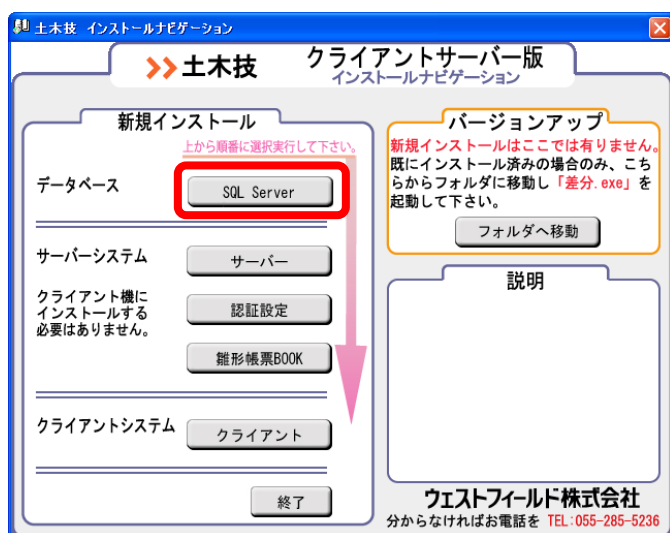 土木技 インストールナビゲーション
>>土木技 クライアントサーバー版
インストールナビゲーション
新規インストール
上から順番に選択実行して下さい。
データベース
SQL Server
サーバーシステム
サーバー
クライアント機に
インストールする
必要はありません。
認証設定
雛形帳票BOOK
クライアントシステム
クライアント
終了
バージョンアップ
新規インストールはここでは有りません。
既にインストール済みの場合のみ、こち
らからフォルダに移動し「差分.exe」を
起動して下さい。
フォルダへ移動
説明
ウェストフィールド株式会社
分からなければお電話を TEL:055-285-5236